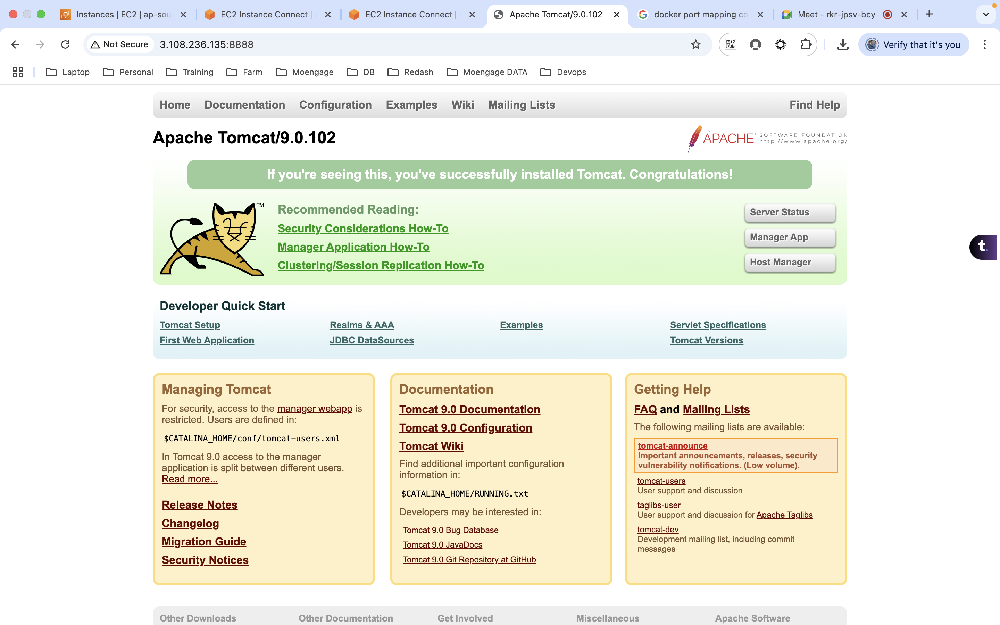 Instances | EC2 | ap-sou
EC2 Instance Connect |
EC2 Instance Connect |
Apache Tomcat/9.0.102
docker port mapping co
Meet - rkr-jpsv-bcy
Not Secure
3.108.236.135:8888
Verify that it's you
Laptop
Personal
Training
Farm
Moengage
DB
Redash
Moengage DATA
Devops
Home
Documentation
Configuration
Examples
Wiki
Mailing Lists
Find Help
Apache Tomcat/9.0.102
THE
APACHE
SOFTWARE FOUNDATION
http://www.apache.org/
If you're seeing this, you've successfully installed Tomcat. Congratulations!
TM
Recommended Reading:
Security Considerations How-To
Manager Application How-To
Clustering/Session Replication How-To
Server Status
Manager App
Host Manager
t.
Developer Quick Start
Tomcat Setup
First Web Application
Realms & AAA
JDBC DataSources
Examples
Servlet Specifications
Tomcat Versions
Managing Tomcat
For security, access to the manager webapp is
restricted. Users are defined in:
$CATALINA_HOME/conf/tomcat-users.xml
In Tomcat 9.0 access to the manager
application is split between different users.
Read more...
Release Notes
Changelog
Migration Guide
Security Notices
Documentation
Tomcat 9.0 Documentation
Tomcat 9.0 Configuration
Tomcat Wiki
Find additional important configuration
information in:
$CATALINA_HOME/RUNNING.txt
Developers may be interested in:
Tomcat 9.0 Bug Database
Tomcat 9.0 JavaDocs
Tomcat 9.0 Git Repository at GitHub
Getting Help
FAQ and Mailing Lists
The following mailing lists are available:
tomcat-announce
Important announcements, releases, security
vulnerability notifications. (Low volume).
tomcat-users
User support and discussion
taglibs-user
User support and discussion for Apache Taglibs
tomcat-dev
Development mailing list, including commit
messages
Other Downloads
Other Documentation
Get Involved
Miscellaneous
Apache Software